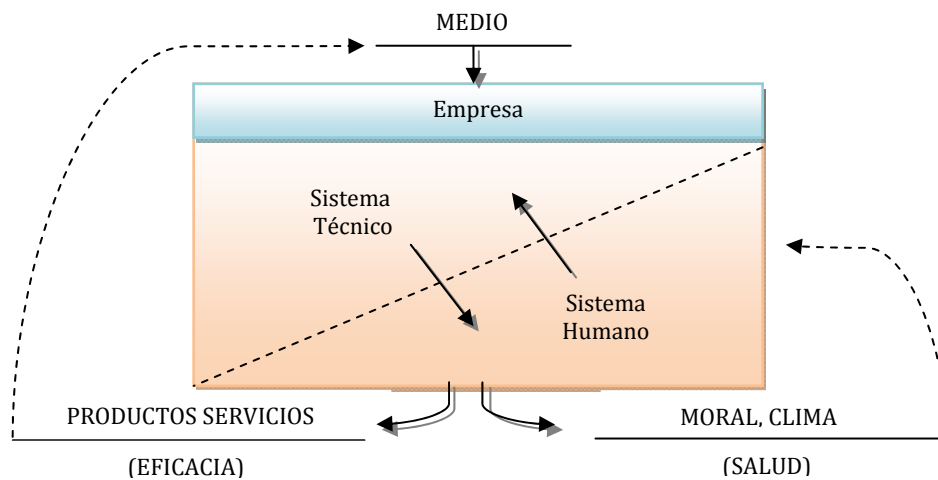 MEDIO
Empresa
Sistema
Técnico
Sistema
Humano
PRODUCTOS SERVICIOS
(EFICACIA)
MORAL, CLIMA
(SALUD)